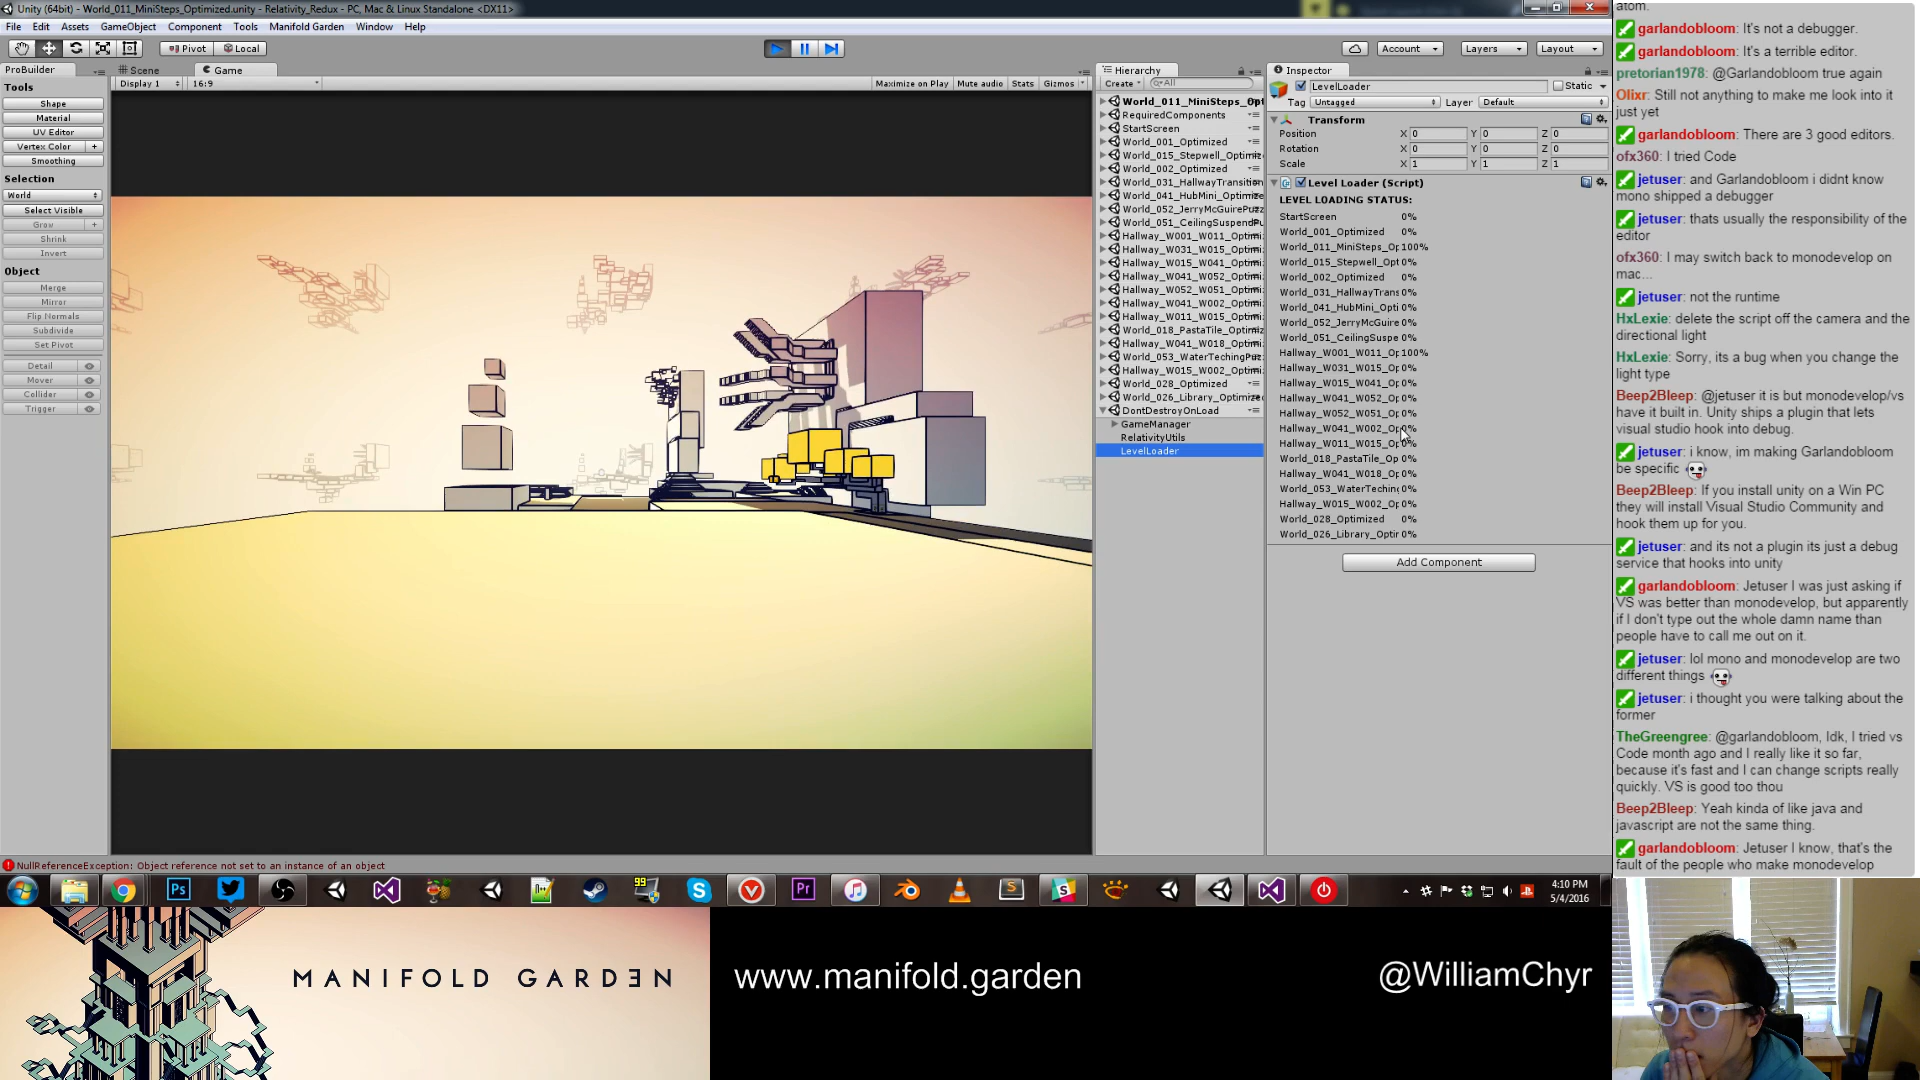 Unity (64bit) - World_011_MiniSteps_Optimized.unity - Relativity_Redux - PC, Mac & Linux Standalone <DX11>
File Edit Assets GameObject Component Tools Manifold Garden Window Help
Pivot Local Account Layers Layout
ProBuilder
Tools
Shape
Material
UV Editor
Vertex Color +
Smoothing
Selection
World
Select Visible
Grow +
Shrink
Invert
Object
Merge
Mirror
Flip Normals
Subdivide
Set Pivot
Detail
Mover
Collider
Trigger
Scene Game
Display 1 16:9 Maximize on Play Mute audio Stats Gizmos
Hierarchy
Create All
World_011_MiniSteps_Opt
RequiredComponents
StartScreen
World_001_Optimized
World_015_Stepwell_Optimiz
World_002_Optimized
World_031_HallwayTransition
World_041_HubMini_Optimize
World_052_JerryMcGuirePuzz
World_051_CeilingSuspendPu
Hallway_W001_W011_Optimiz
Hallway_W031_W015_Optimiz
Hallway_W015_W041_Optimiz
Hallway_W041_W052_Optimiz
Hallway_W052_W051_Optimiz
Hallway_W041_W002_Optimiz
Hallway_W011_W015_Optimiz
World_018_PastaTile_Optimiz
Hallway_W041_W018_Optimiz
World_053_WaterTechingPuz
Hallway_W015_W002_Optimiz
World_028_Optimized
World_026_Library_Optimize
DontDestroyOnLoad
GameManager
RelativityUtils
LevelLoader
Inspector
LevelLoader Static
Tag Untagged Layer Default
Transform
Position X 0 Y 0 Z 0
Rotation X 0 Y 0 Z 0
Scale X 1 Y 1 Z 1
Level Loader (Script)
LEVEL LOADING STATUS:
StartScreen 0%
World_001_Optimized 0%
World_011_MiniSteps_Op 100%
World_015_Stepwell_Opt 0%
World_002_Optimized 0%
World_031_HallwayTrans 0%
World_041_HubMini_Opti 0%
World_052_JerryMcGuire 0%
World_051_CeilingSuspe 0%
Hallway_W001_W011_Op 100%
Hallway_W031_W015_Op 0%
Hallway_W015_W041_Op 0%
Hallway_W041_W052_Op 0%
Hallway_W052_W051_Op 0%
Hallway_W041_W002_Op 0%
Hallway_W011_W015_Op 0%
World_018_PastaTile_Op 0%
Hallway_W041_W018_Op 0%
World_053_WaterTeching 0%
Hallway_W015_W002_Op 0%
World_028_Optimized 0%
World_026_Library_Optir 0%
Add Component
atom.
garlandobloom: It's not a debugger.
garlandobloom: It's a terrible editor.
pretorian1978: @Garlandobloom true again
Olixr: Still not anything to make me look into it
just yet
garlandobloom: There are 3 good editors.
ofx360: I tried Code
jetuser: and Garlandobloom i didnt know
mono shipped a debugger
jetuser: thats usually the responsibility of the
editor
ofx360: I may switch back to monodevelop on
mac...
jetuser: not the runtime
HxLexie: delete the script off the camera and the
directional light
HxLexie: Sorry, its a bug when you change the
light type
Beep2Bleep: @jetuser it is but monodevelop/vs
have it built in. Unity ships a plugin that lets
visual studio hook into debug.
jetuser: i know, im making Garlandobloom
be specific
Beep2Bleep: If you install unity on a Win PC
they will install Visual Studio Community and
hook them up for you.
jetuser: and its not a plugin its just a debug
service that hooks into unity
garlandobloom: Jetuser I was just asking if
VS was better than monodevelop, but apparently
if I don't type out the whole damn name than
people have to call me out on it.
jetuser: lol mono and monodevelop are two
different things
jetuser: i thought you were talking about the
former
TheGreengree: @garlandobloom, Idk, I tried vs
Code month ago and I really like it so far,
because it's fast and I can change scripts really
quickly. VS is good too thou
Beep2Bleep: Yeah kinda of like java and
javascript are not the same thing.
garlandobloom: Jetuser I know, that's the
fault of the people who make monodevelop
NullReferenceException: Object reference not set to an instance of an object
Ps 99 Pr S
4:10 PM
5/4/2016
MANIFOLD GARDƎN
www.manifold.garden
@WilliamChyr